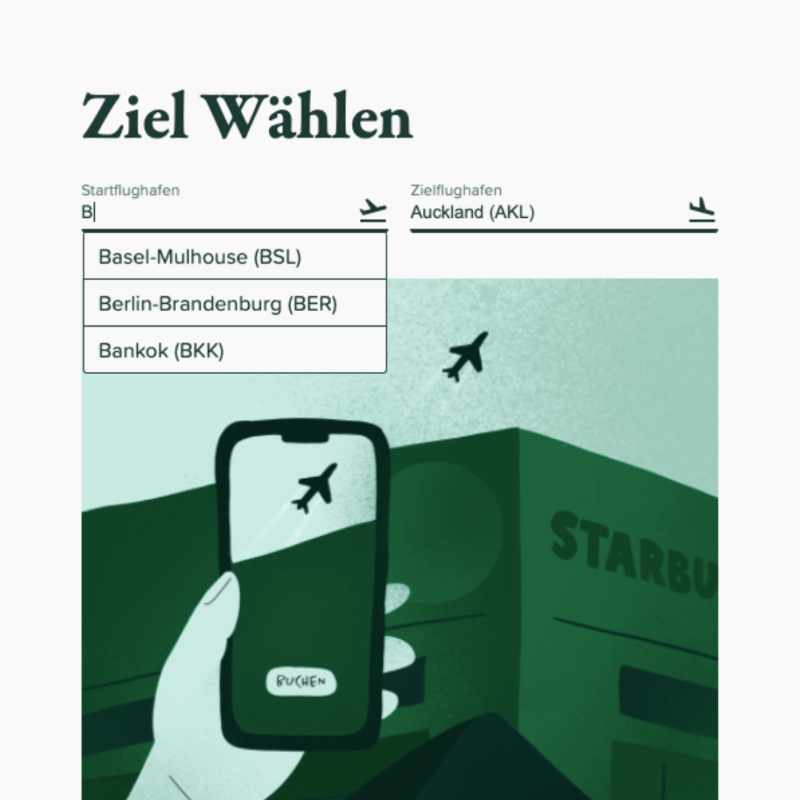 Ziel Wählen
Startflughafen
B
Zielflughafen
Auckland (AKL)
Basel-Mulhouse (BSL)
Berlin-Brandenburg (BER)
Bankok (BKK)
STARBU
BUCHEN